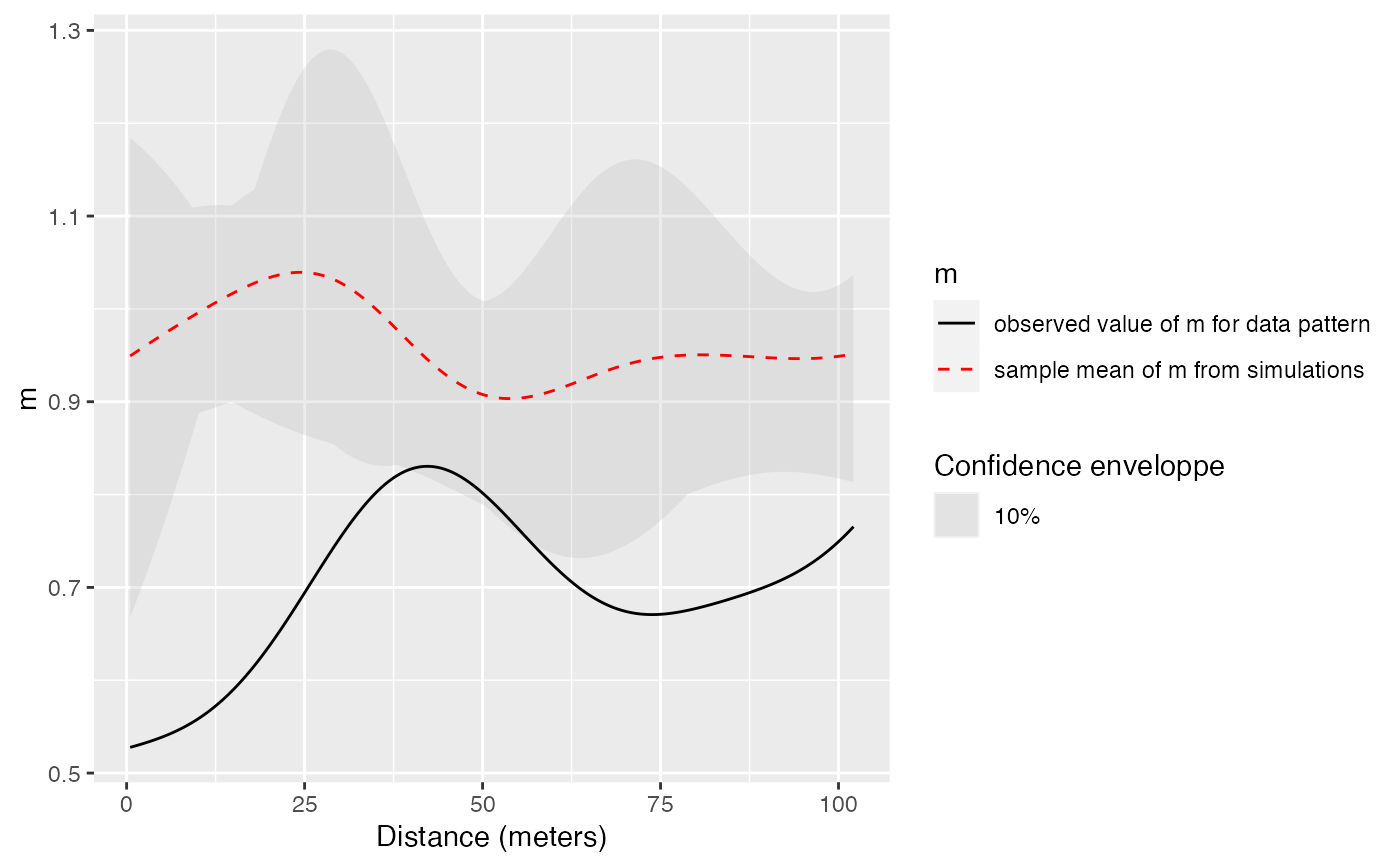 1.3
1.1
0.9
0.7
0.5
m
0 25 50 75 100
Distance (meters)
m
observed value of m for data pattern
sample mean of m from simulations
Confidence enveloppe
10%